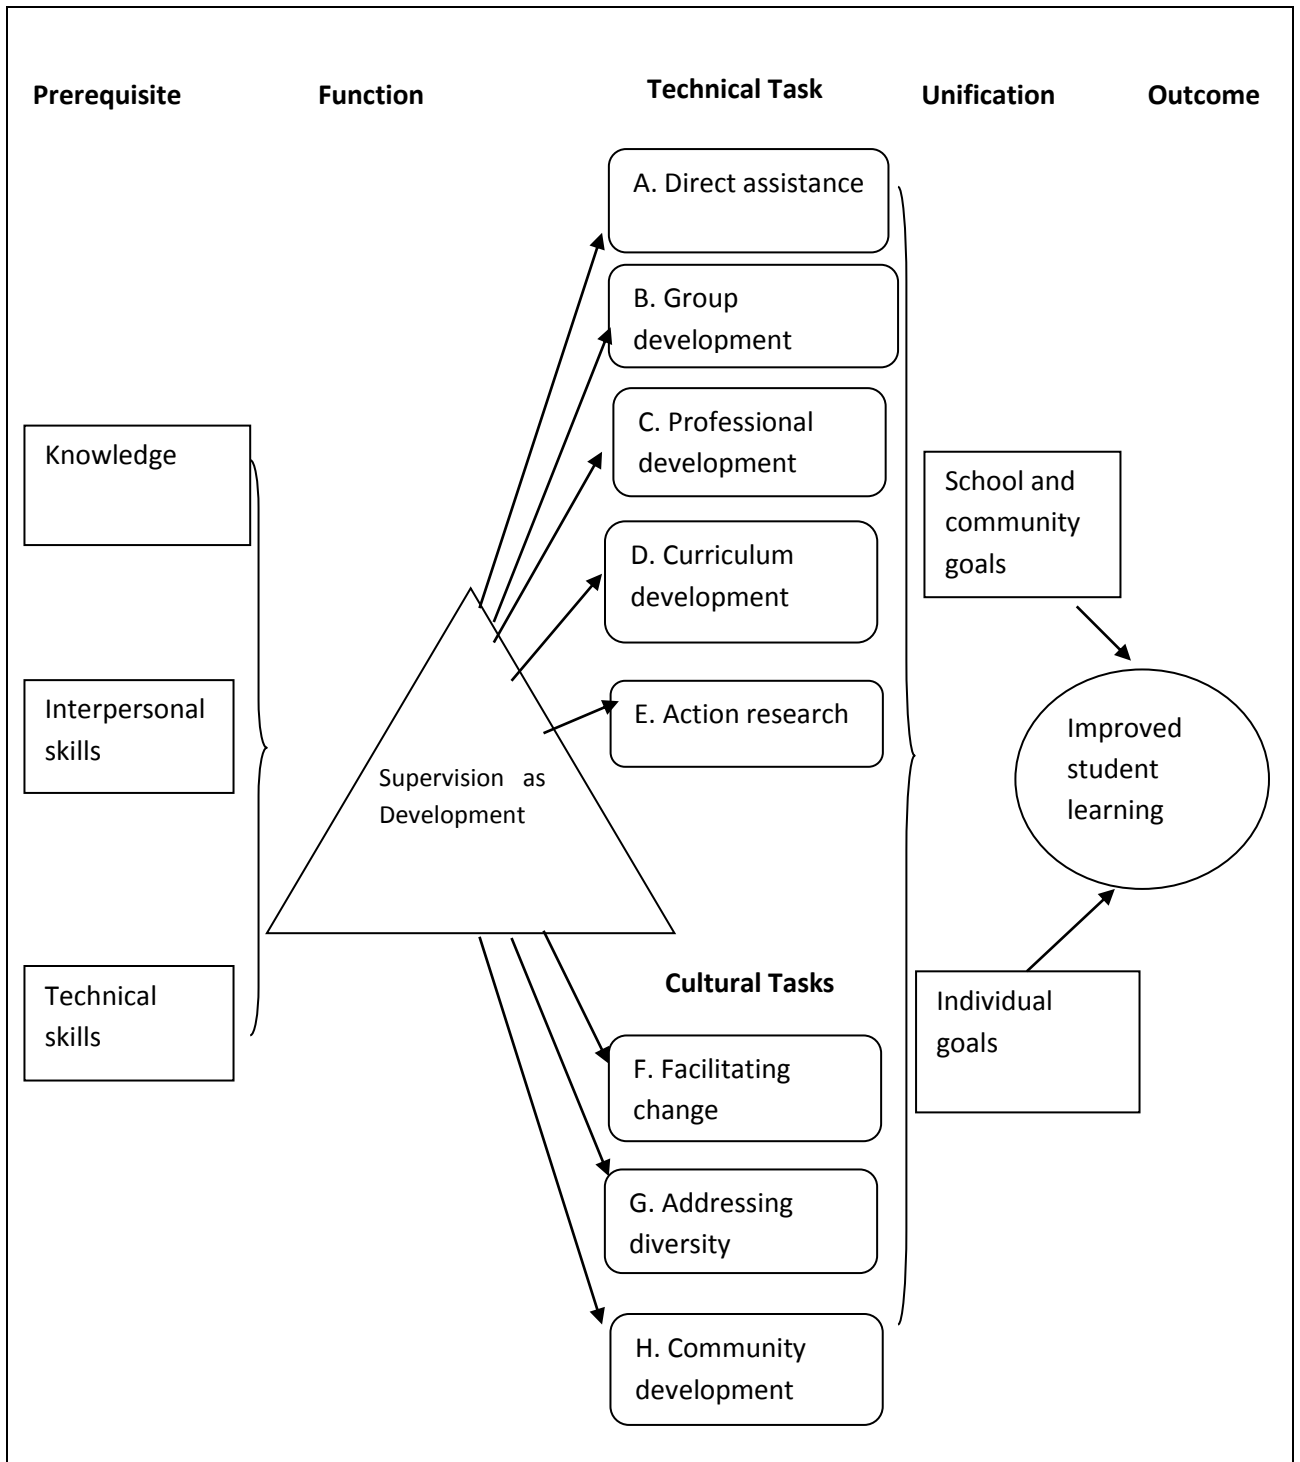 Prerequisite
Function
Technical Task
Unification
Outcome
A. Direct assistance
B. Group
development
C. Professional
development
Knowledge
School and
community
goals
D. Curriculum
development
Interpersonal
skills
E. Action research
Supervision as
Development
Improved
student
learning
Technical
skills
Cultural Tasks
Individual
goals
F. Facilitating
change
G. Addressing
diversity
H. Community
development